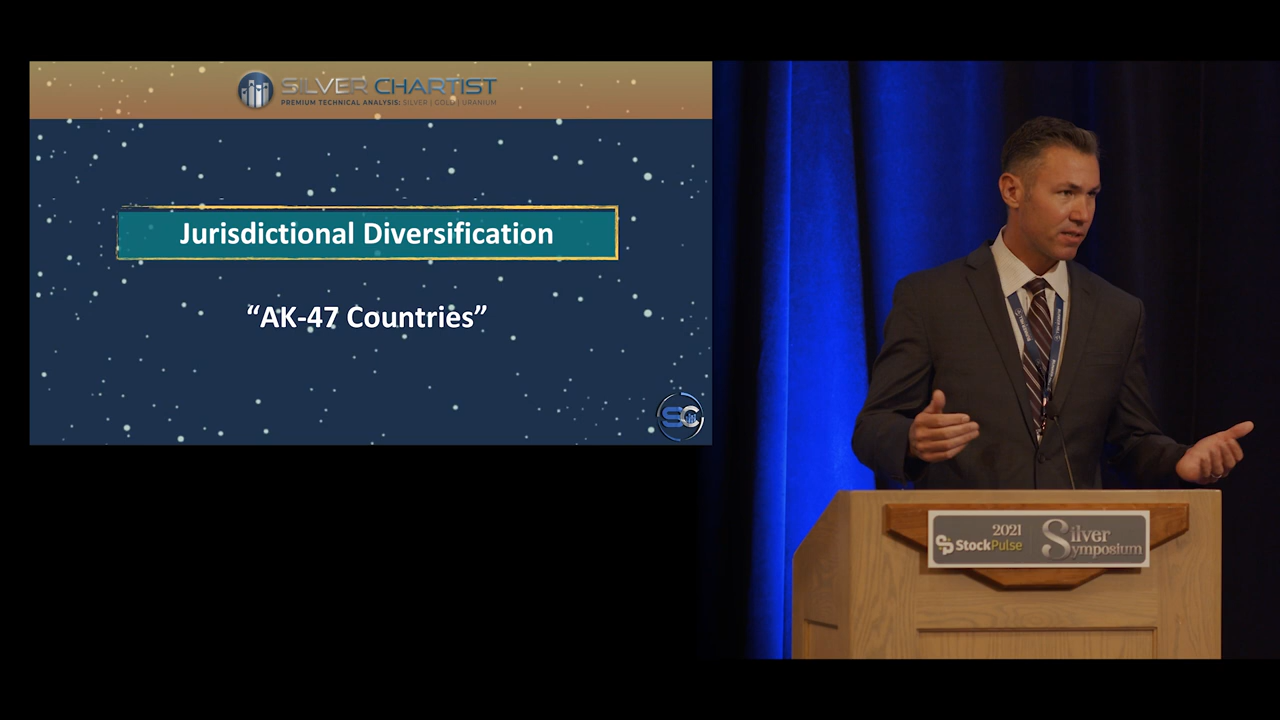 SILVER CHARTIST
PREMIUM TECHNICAL ANALYSIS: SILVER | GOLD | URANIUM
Jurisdictional Diversification
“AK-47 Countries”
SC
2021
StockPulse
Silver
Symposium